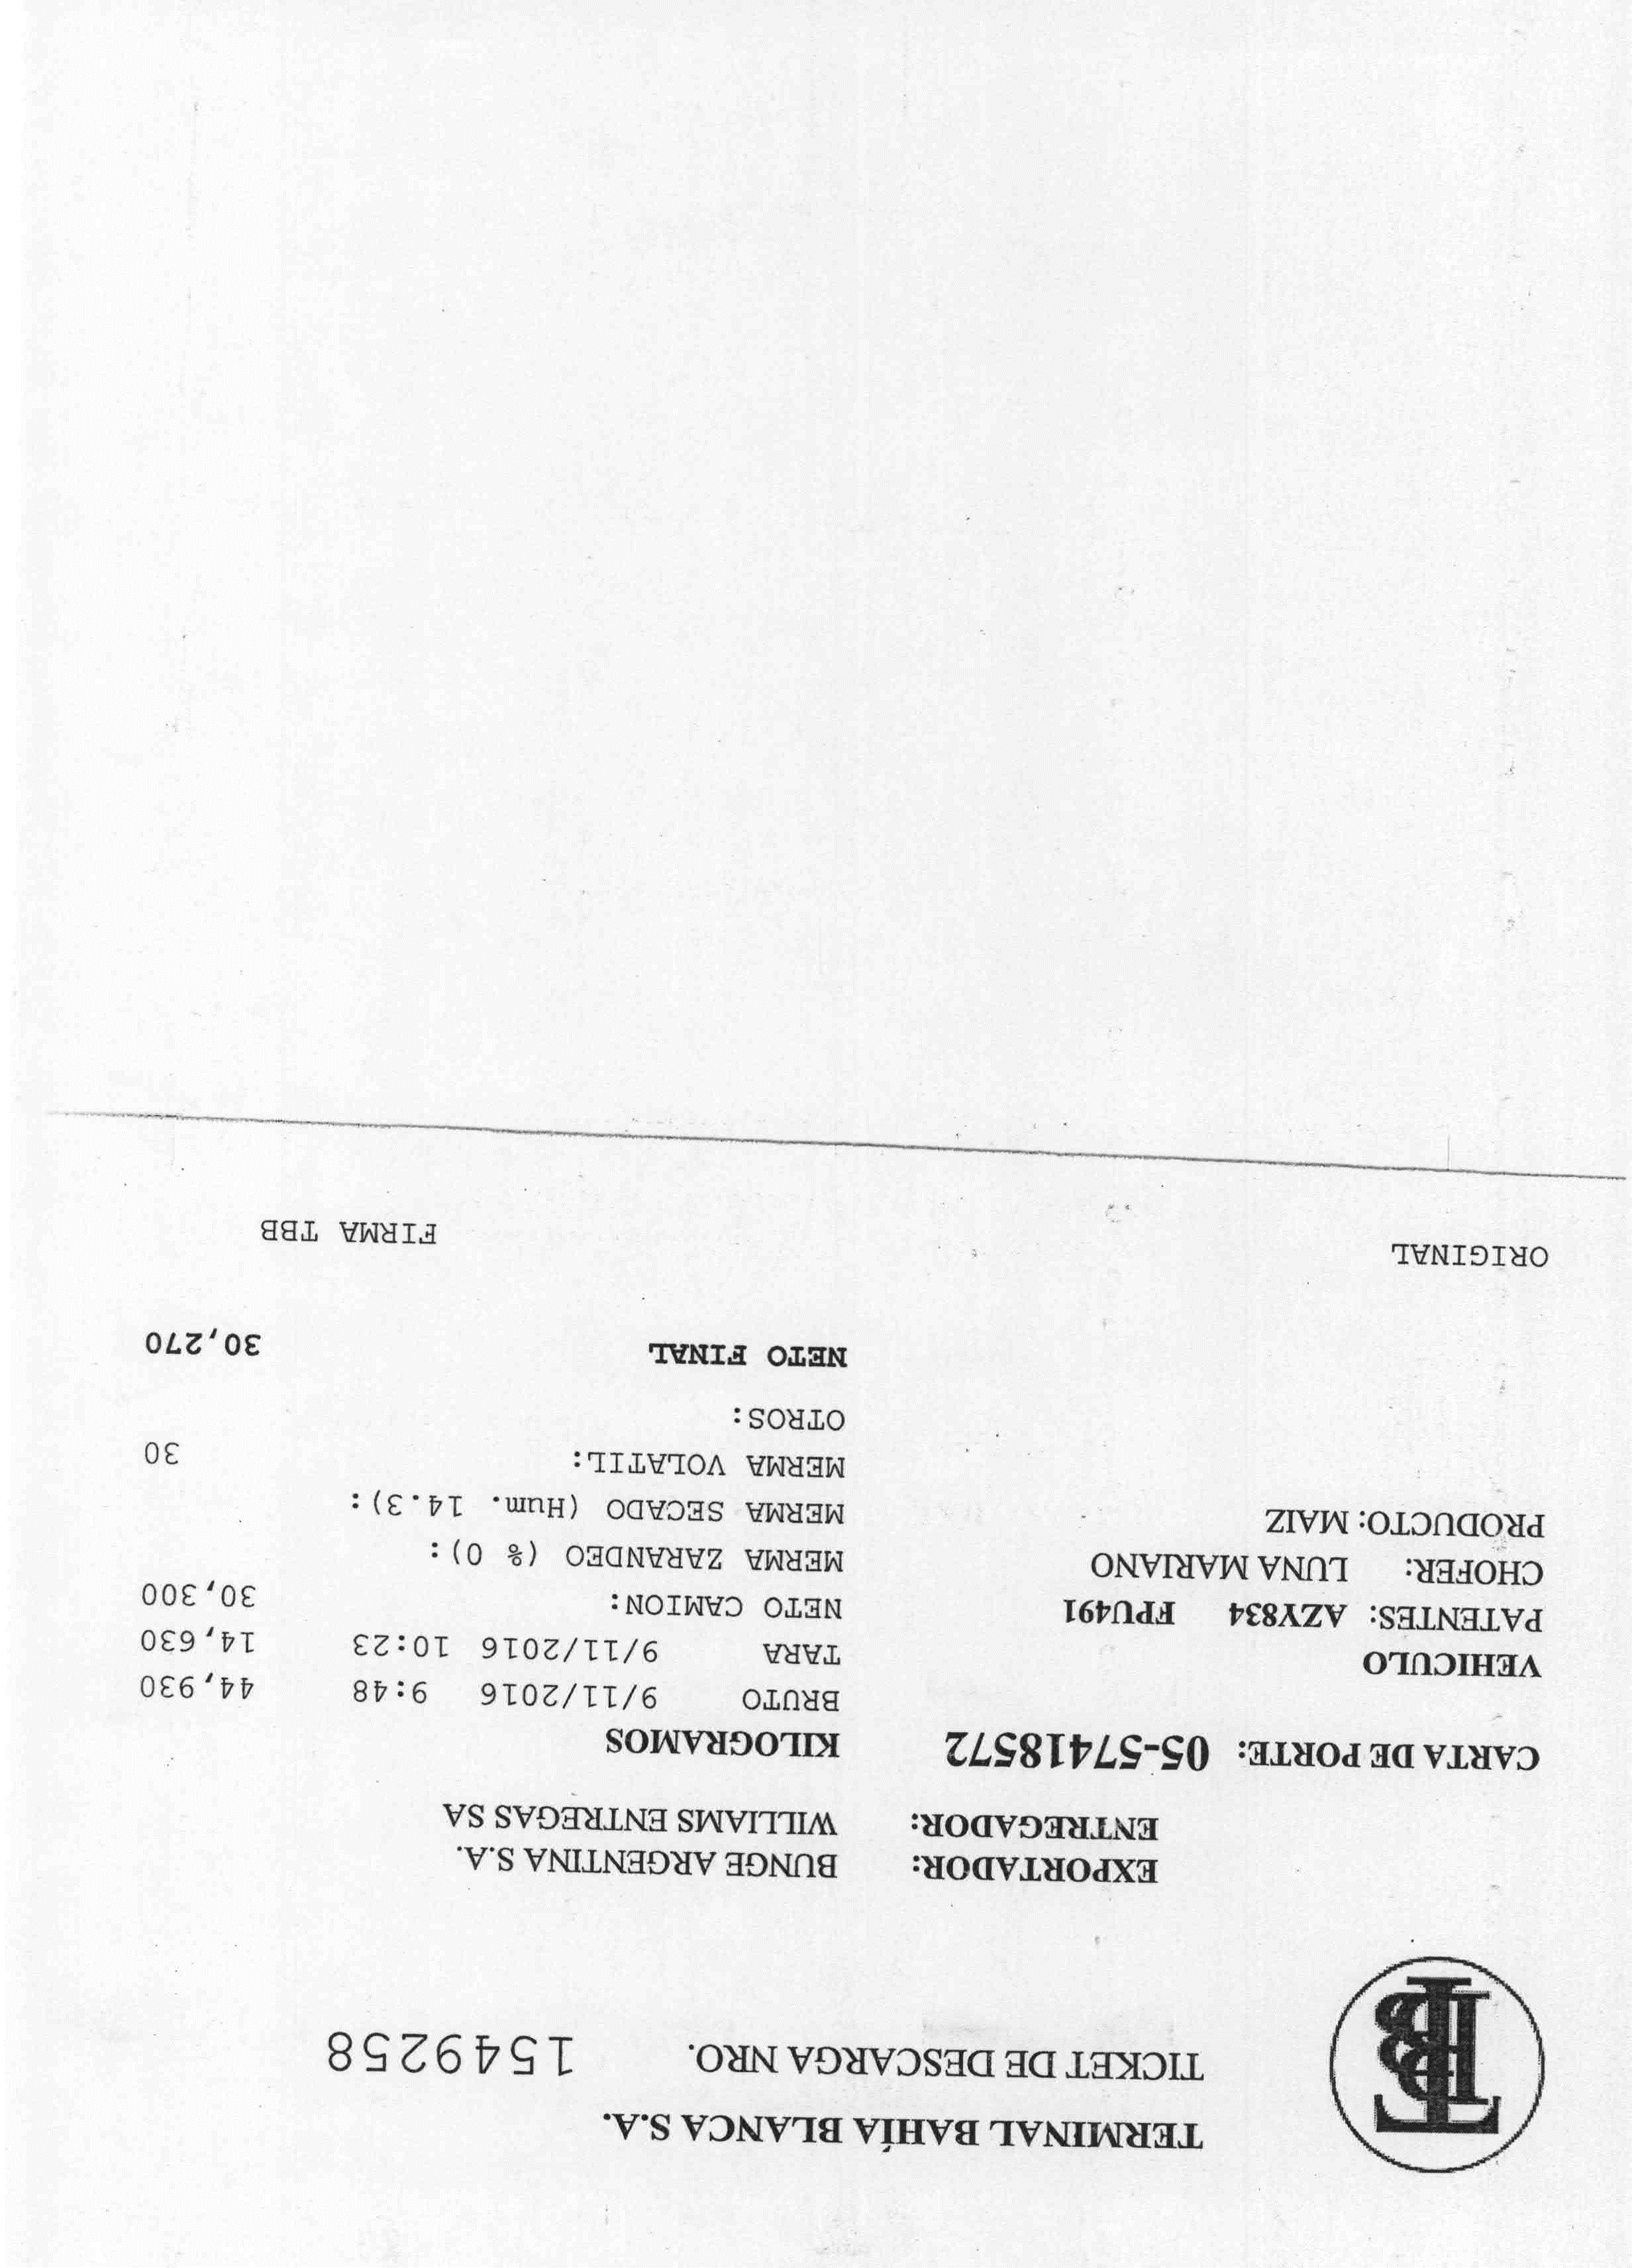 TERMINAL BAHÍA BLANCA S.A.
TICKET DE DESCARGA NRO. 1549258
TBB
EXPORTADOR: BUNGE ARGENTINA S.A.
ENTREGADOR: WILLIAMS ENTREGAS SA
CARTA DE PORTE: 05-57418572
VEHICULO
PATENTES: AZY834 FPU491
CHOFER: LUNA MARIANO
PRODUCTO: MAIZ
KILOGRAMOS
BRUTO 9/11/2016 9:48 44,930
TARA 9/11/2016 10:23 14,630
NETO CAMION: 30,300
MERMA ZARANDEO (% 0):
MERMA SECADO (Hum. 14.3):
MERMA VOLATIL: 30
OTROS:
NETO FINAL 30,270
ORIGINAL
FIRMA TBB